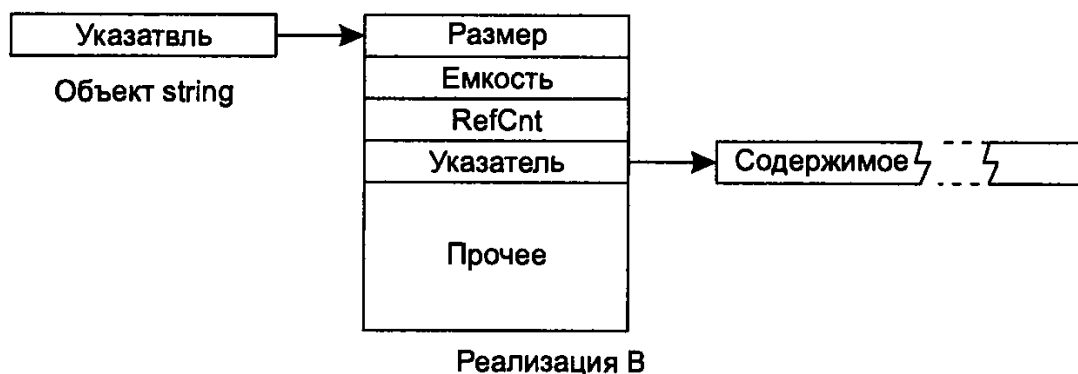 Указатвль
Размер
Объект string
Емкость
RefCnt
Указатель
Содержимое
Прочее
Реализация В